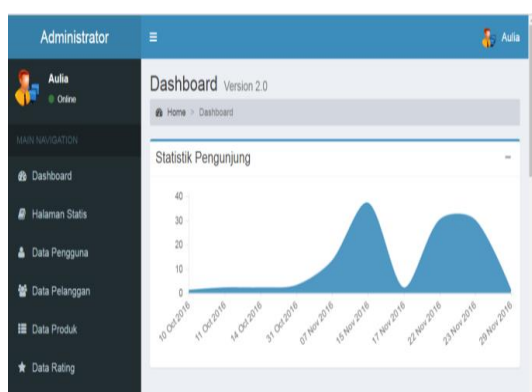 Administrator
Aulia
Aulia
Online
MAIN NAVIGATION
Dashboard
Halaman Statis
Data Pengguna
Data Pelanggan
Data Produk
Data Rating
Dashboard Version 2.0
Home > Dashboard
Statistik Pengunjung
40
30
20
10
0
10 Oct 2016
11 Oct 2016
14 Oct 2016
31 Oct 2016
07 Nov 2016
15 Nov 2016
17 Nov 2016
22 Nov 2016
23 Nov 2016
29 Nov 2016